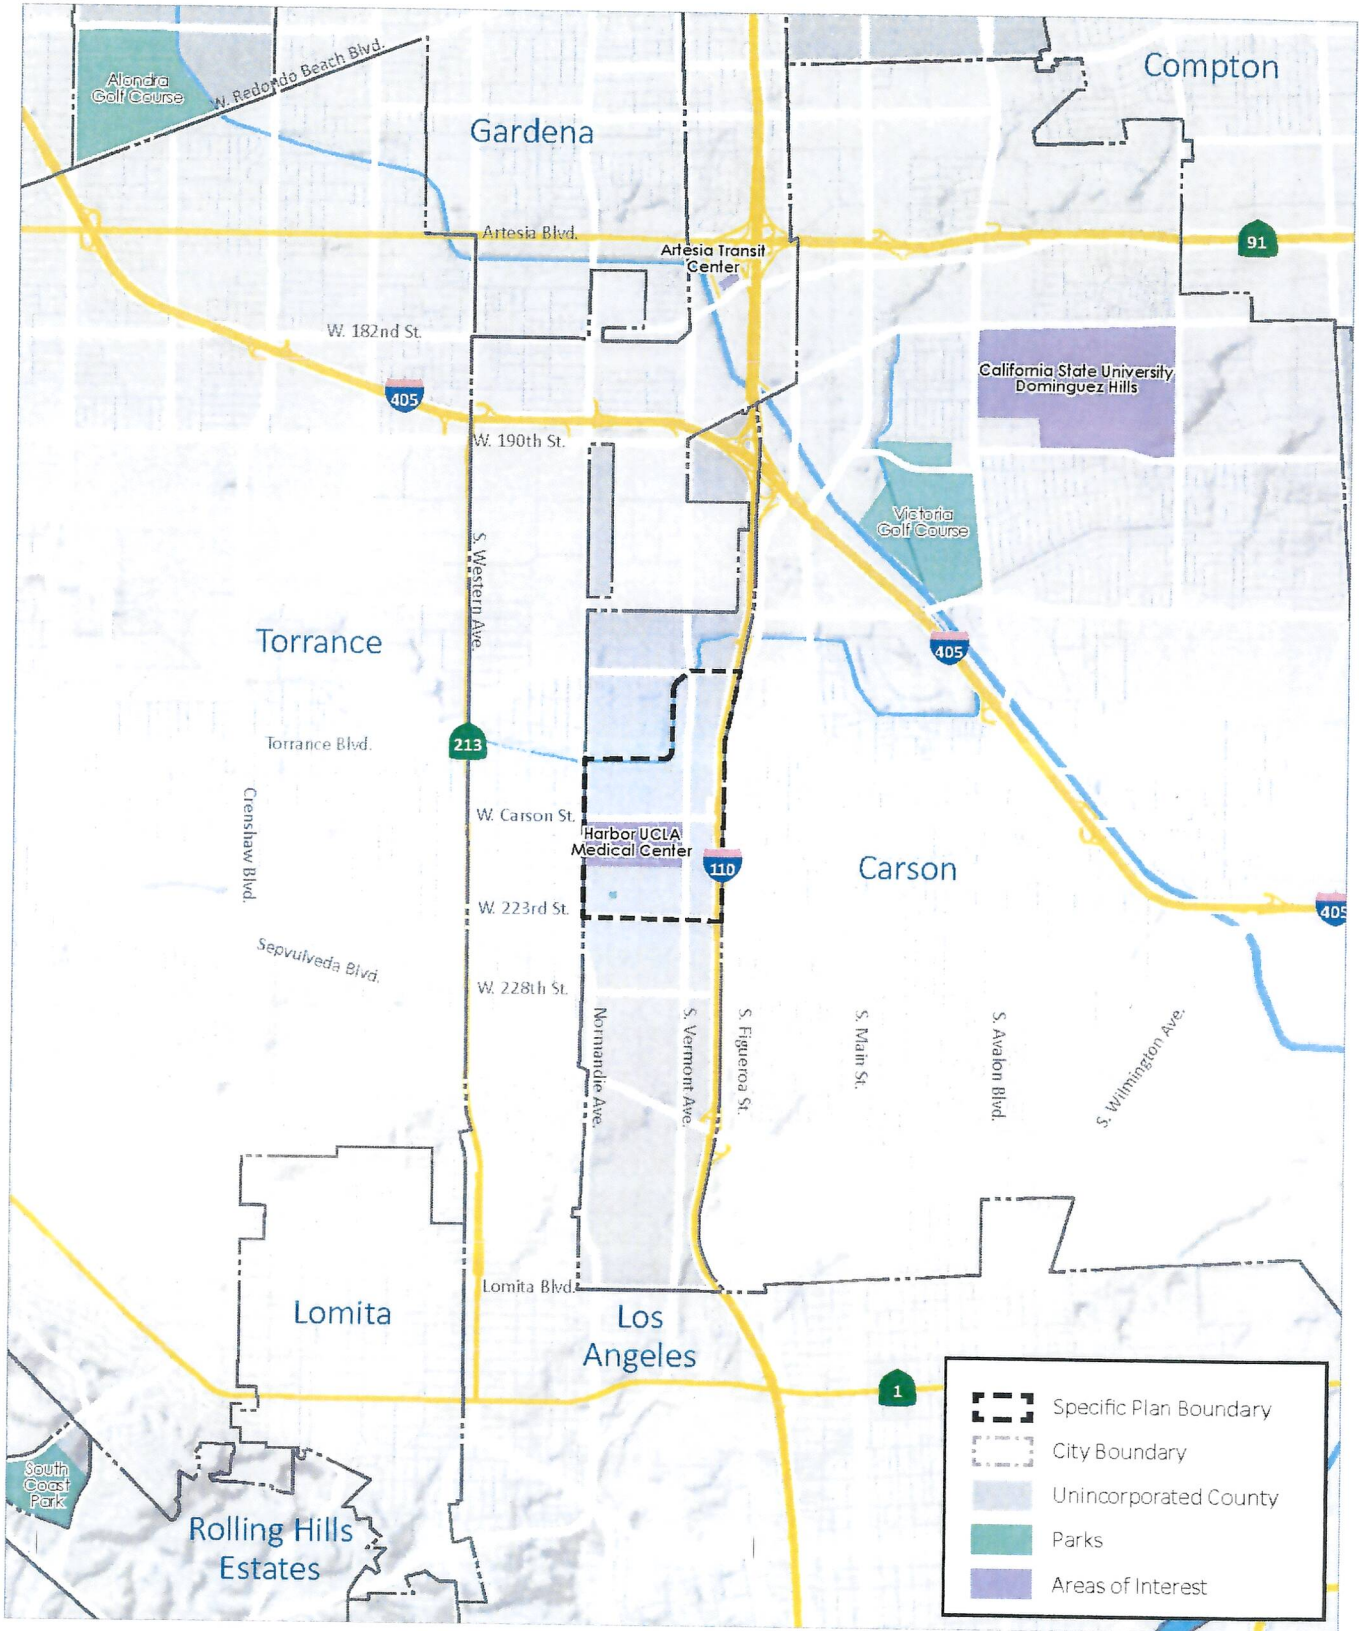 Compton
Alondra
Golf Course
W. Redondo Beach Blvd.
Gardena
Artesia Blvd.
91
Artesia Transit
Center
W. 182nd St.
California State University
Dominguez Hills
405
W. 190th St.
Victoria
Golf Course
S. Western Ave.
Torrance
405
Torrance Blvd.
213
Crenshaw Blvd.
W. Carson St.
Harbor UCLA
Medical Center
110
Carson
W. 223rd St.
405
Sepvulveda Blvd.
W. 228th St.
Normandie Ave.
S. Vermont Ave.
S. Figueroa St.
S. Main St.
S. Avalon Blvd.
S. Wilmington Ave.
Lomita Blvd.
Lomita
Los
Angeles
1
South
Coast
Park
Rolling Hills
Estates
Specific Plan Boundary
City Boundary
Unincorporated County
Parks
Areas of Interest